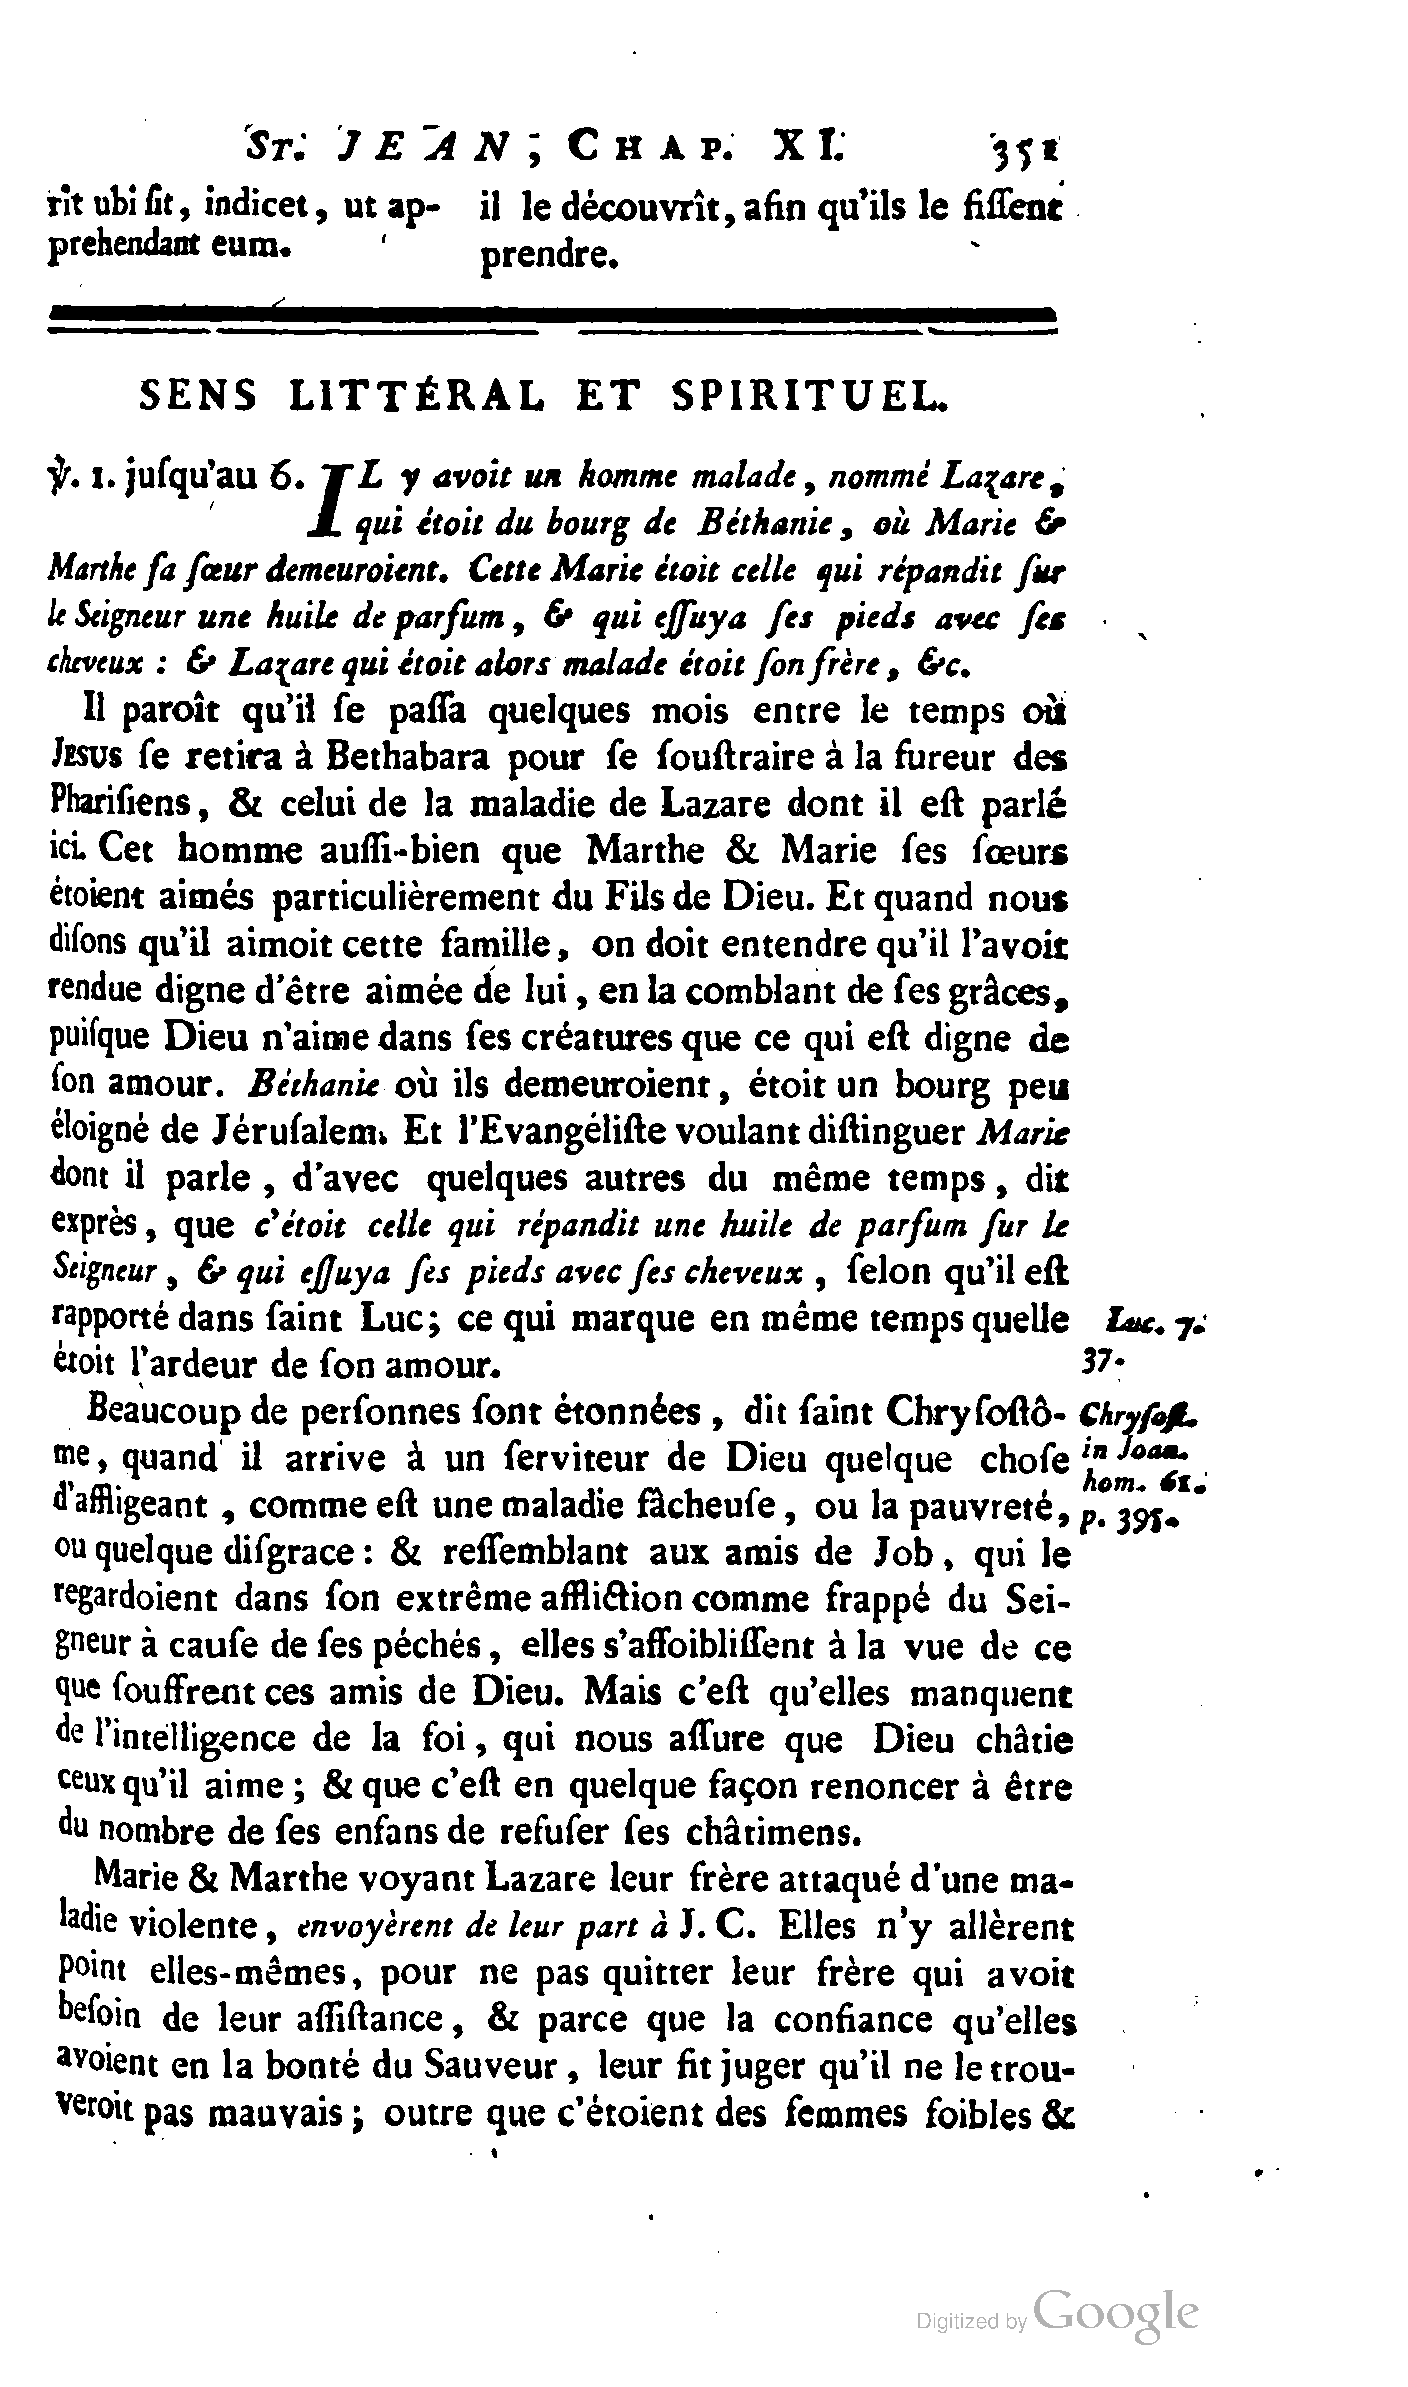 ST. JEAN, CHAP. XI. 351
rit ubi ſit, indicet, ut ap-
prehendant eum.
il le découvrît, afin qu'ils le fiſſent
prendre.
SENS LITTÉRAL ET SPIRITUEL.
℣. 1. juſqu'au 6. IL y avoit un homme malade, nommé Lazare,
qui étoit du bourg de Béthanie, où Marie &
Marthe ſa ſœur demeuroient. Cette Marie étoit celle qui répandit ſur
le Seigneur une huile de parfum, & qui eſſuya ſes pieds avec ſes
cheveux : & Lazare qui étoit alors malade étoit ſon frère, &c.
Il paroît qu'il ſe paſſa quelques mois entre le temps où
JESUS ſe retira à Bethabara pour ſe ſouſtraire à la fureur des
Phariſiens, & celui de la maladie de Lazare dont il eſt parlé
ici. Cet homme auſſi-bien que Marthe & Marie ſes ſœurs
étoient aimés particulièrement du Fils de Dieu. Et quand nous
diſons qu'il aimoit cette famille, on doit entendre qu'il l'avoit
rendue digne d'être aimée de lui, en la comblant de ſes grâces,
puiſque Dieu n'aime dans ſes créatures que ce qui eſt digne de
ſon amour. Béthanie où ils demeuroient, étoit un bourg peu
éloigné de Jéruſalem. Et l'Evangéliſte voulant diſtinguer Marie
dont il parle, d'avec quelques autres du même temps, dit
exprès, que c'étoit celle qui répandit une huile de parfum ſur le
Seigneur, & qui eſſuya ſes pieds avec ſes cheveux, ſelon qu'il eſt
rapporté dans ſaint Luc; ce qui marque en même temps quelle
étoit l'ardeur de ſon amour.
Luc. 7.
37.
Beaucoup de perſonnes ſont étonnées, dit ſaint Chryſoſtô-
me, quand il arrive à un ſerviteur de Dieu quelque choſe
d'affligeant, comme eſt une maladie fâcheuſe, ou la pauvreté,
ou quelque diſgrace : & reſſemblant aux amis de Job, qui le
regardoient dans ſon extrême affliction comme frappé du Sei-
gneur à cauſe de ſes péchés, elles s'affoibliſſent à la vue de ce
que ſouffrent ces amis de Dieu. Mais c'eſt qu'elles manquent
de l'intelligence de la foi, qui nous aſſure que Dieu châtie
ceux qu'il aime ; & que c'eſt en quelque façon renoncer à être
du nombre de ſes enfans de refuſer ſes châtimens.
Chryſoſt.
in Joan.
hom. 61.
p. 395.
Marie & Marthe voyant Lazare leur frère attaqué d'une ma-
ladie violente, envoyèrent de leur part à J. C. Elles n'y allèrent
point elles-mêmes, pour ne pas quitter leur frère qui avoit
beſoin de leur aſſiſtance, & parce que la confiance qu'elles
avoient en la bonté du Sauveur, leur fit juger qu'il ne le trou-
veroit pas mauvais ; outre que c'étoient des femmes foibles &
Digitized by Google